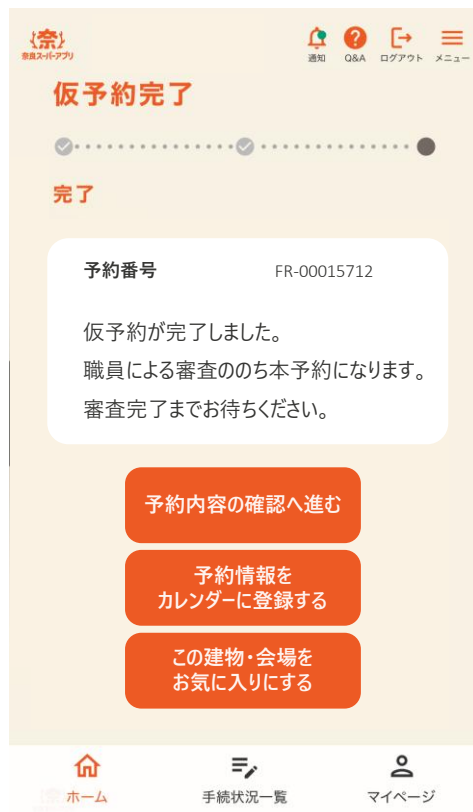 {奈}
奈良スーパーアプリ
通知
Q&A
ログアウト
メニュー
仮予約完了
完了
予約番号 FR-00015712
仮予約が完了しました。
職員による審査ののち本予約になります。
審査完了までお待ちください。
予約内容の確認へ進む
予約情報を
カレンダーに登録する
この建物・会場を
お気に入りにする
ホーム
手続状況一覧
マイページ